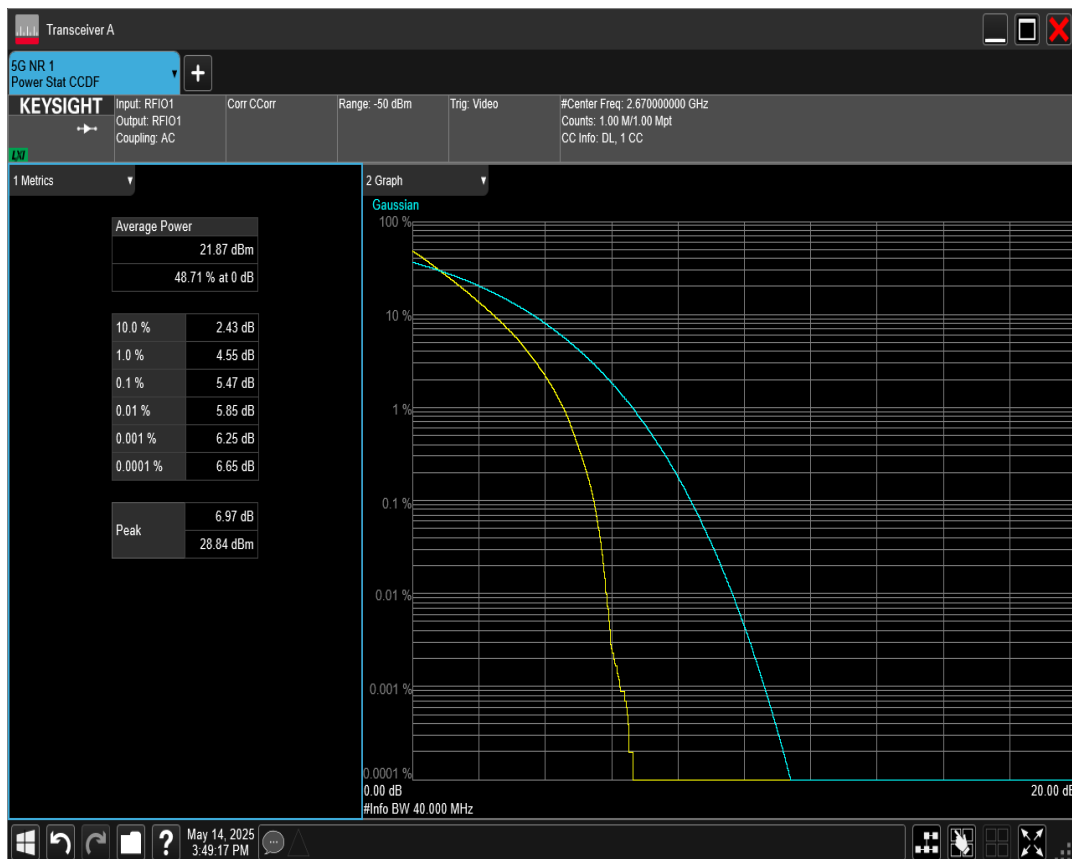 Transceiver A
5G NR 1
Power Stat CCDF
KEYSIGHT
LXI
Input: RFIO1
Output: RFIO1
Coupling: AC
Corr CCorr
Range: -50 dBm
Trig: Video
#Center Freq: 2.670000000 GHz
Counts: 1.00 M/1.00 Mpt
CC Info: DL, 1 CC
1 Metrics
Average Power
21.87 dBm
48.71 % at 0 dB
10.0 % 2.43 dB
1.0 % 4.55 dB
0.1 % 5.47 dB
0.01 % 5.85 dB
0.001 % 6.25 dB
0.0001 % 6.65 dB
Peak 6.97 dB
28.84 dBm
2 Graph
Gaussian
100 %
10 %
1 %
0.1 %
0.01 %
0.001 %
0.0001 %
0.00 dB 20.00 dB
#Info BW 40.000 MHz
?
May 14, 2025
3:49:17 PM